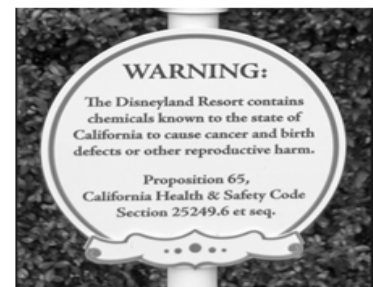 WARNING:
The Disneyland Resort contains
chemicals known to the state of
California to cause cancer and birth
defects or other reproductive harm.
Proposition 65,
California Health & Safety Code
Section 25249.6 et seq.